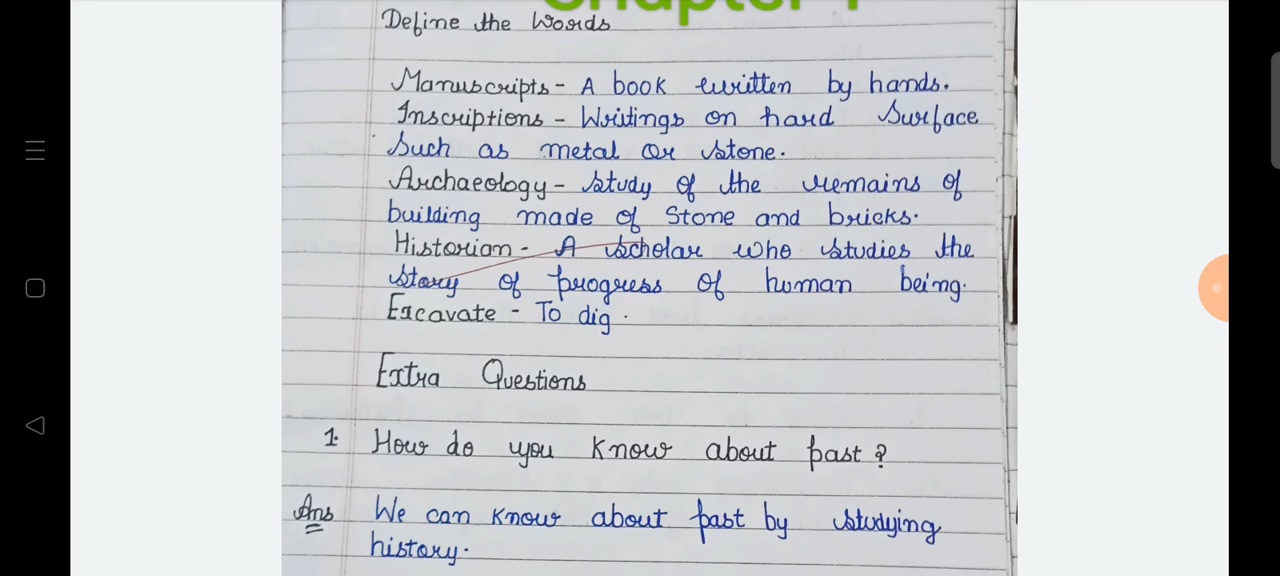 Chapter 1
Define the Words
Manuscripts - A book written by hands.
Inscriptions - Writings on hard Surface
Such as metal or stone.
Archaeology - study of the remains of
building made of Stone and bricks.
Historian - A scholar who studies the
story of progress of human being.
Excavate - To dig.
Extra Questions
1. How do you know about past?
Ans We can know about past by studying
history.